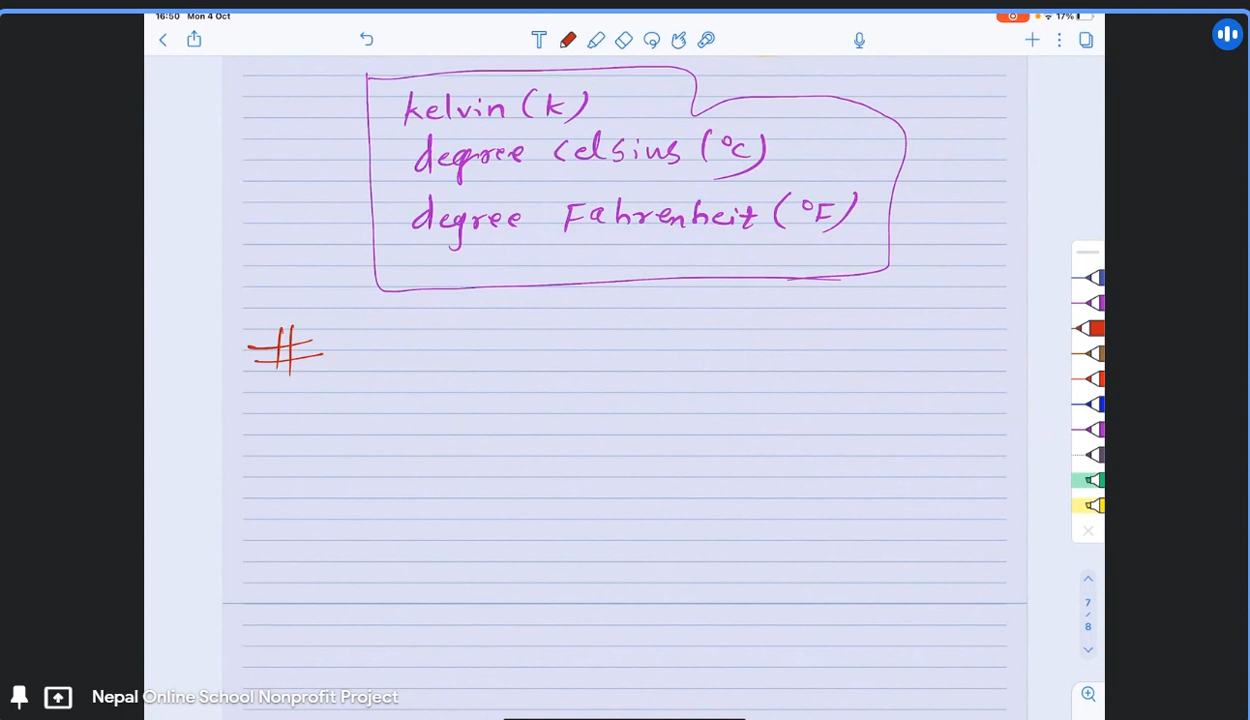 16:50 Mon 4 Oct
17%
T
kelvin (k)
degree celsius (°C)
degree Fahrenheit (°F)
#
7
/
8
Nepal Online School Nonprofit Project